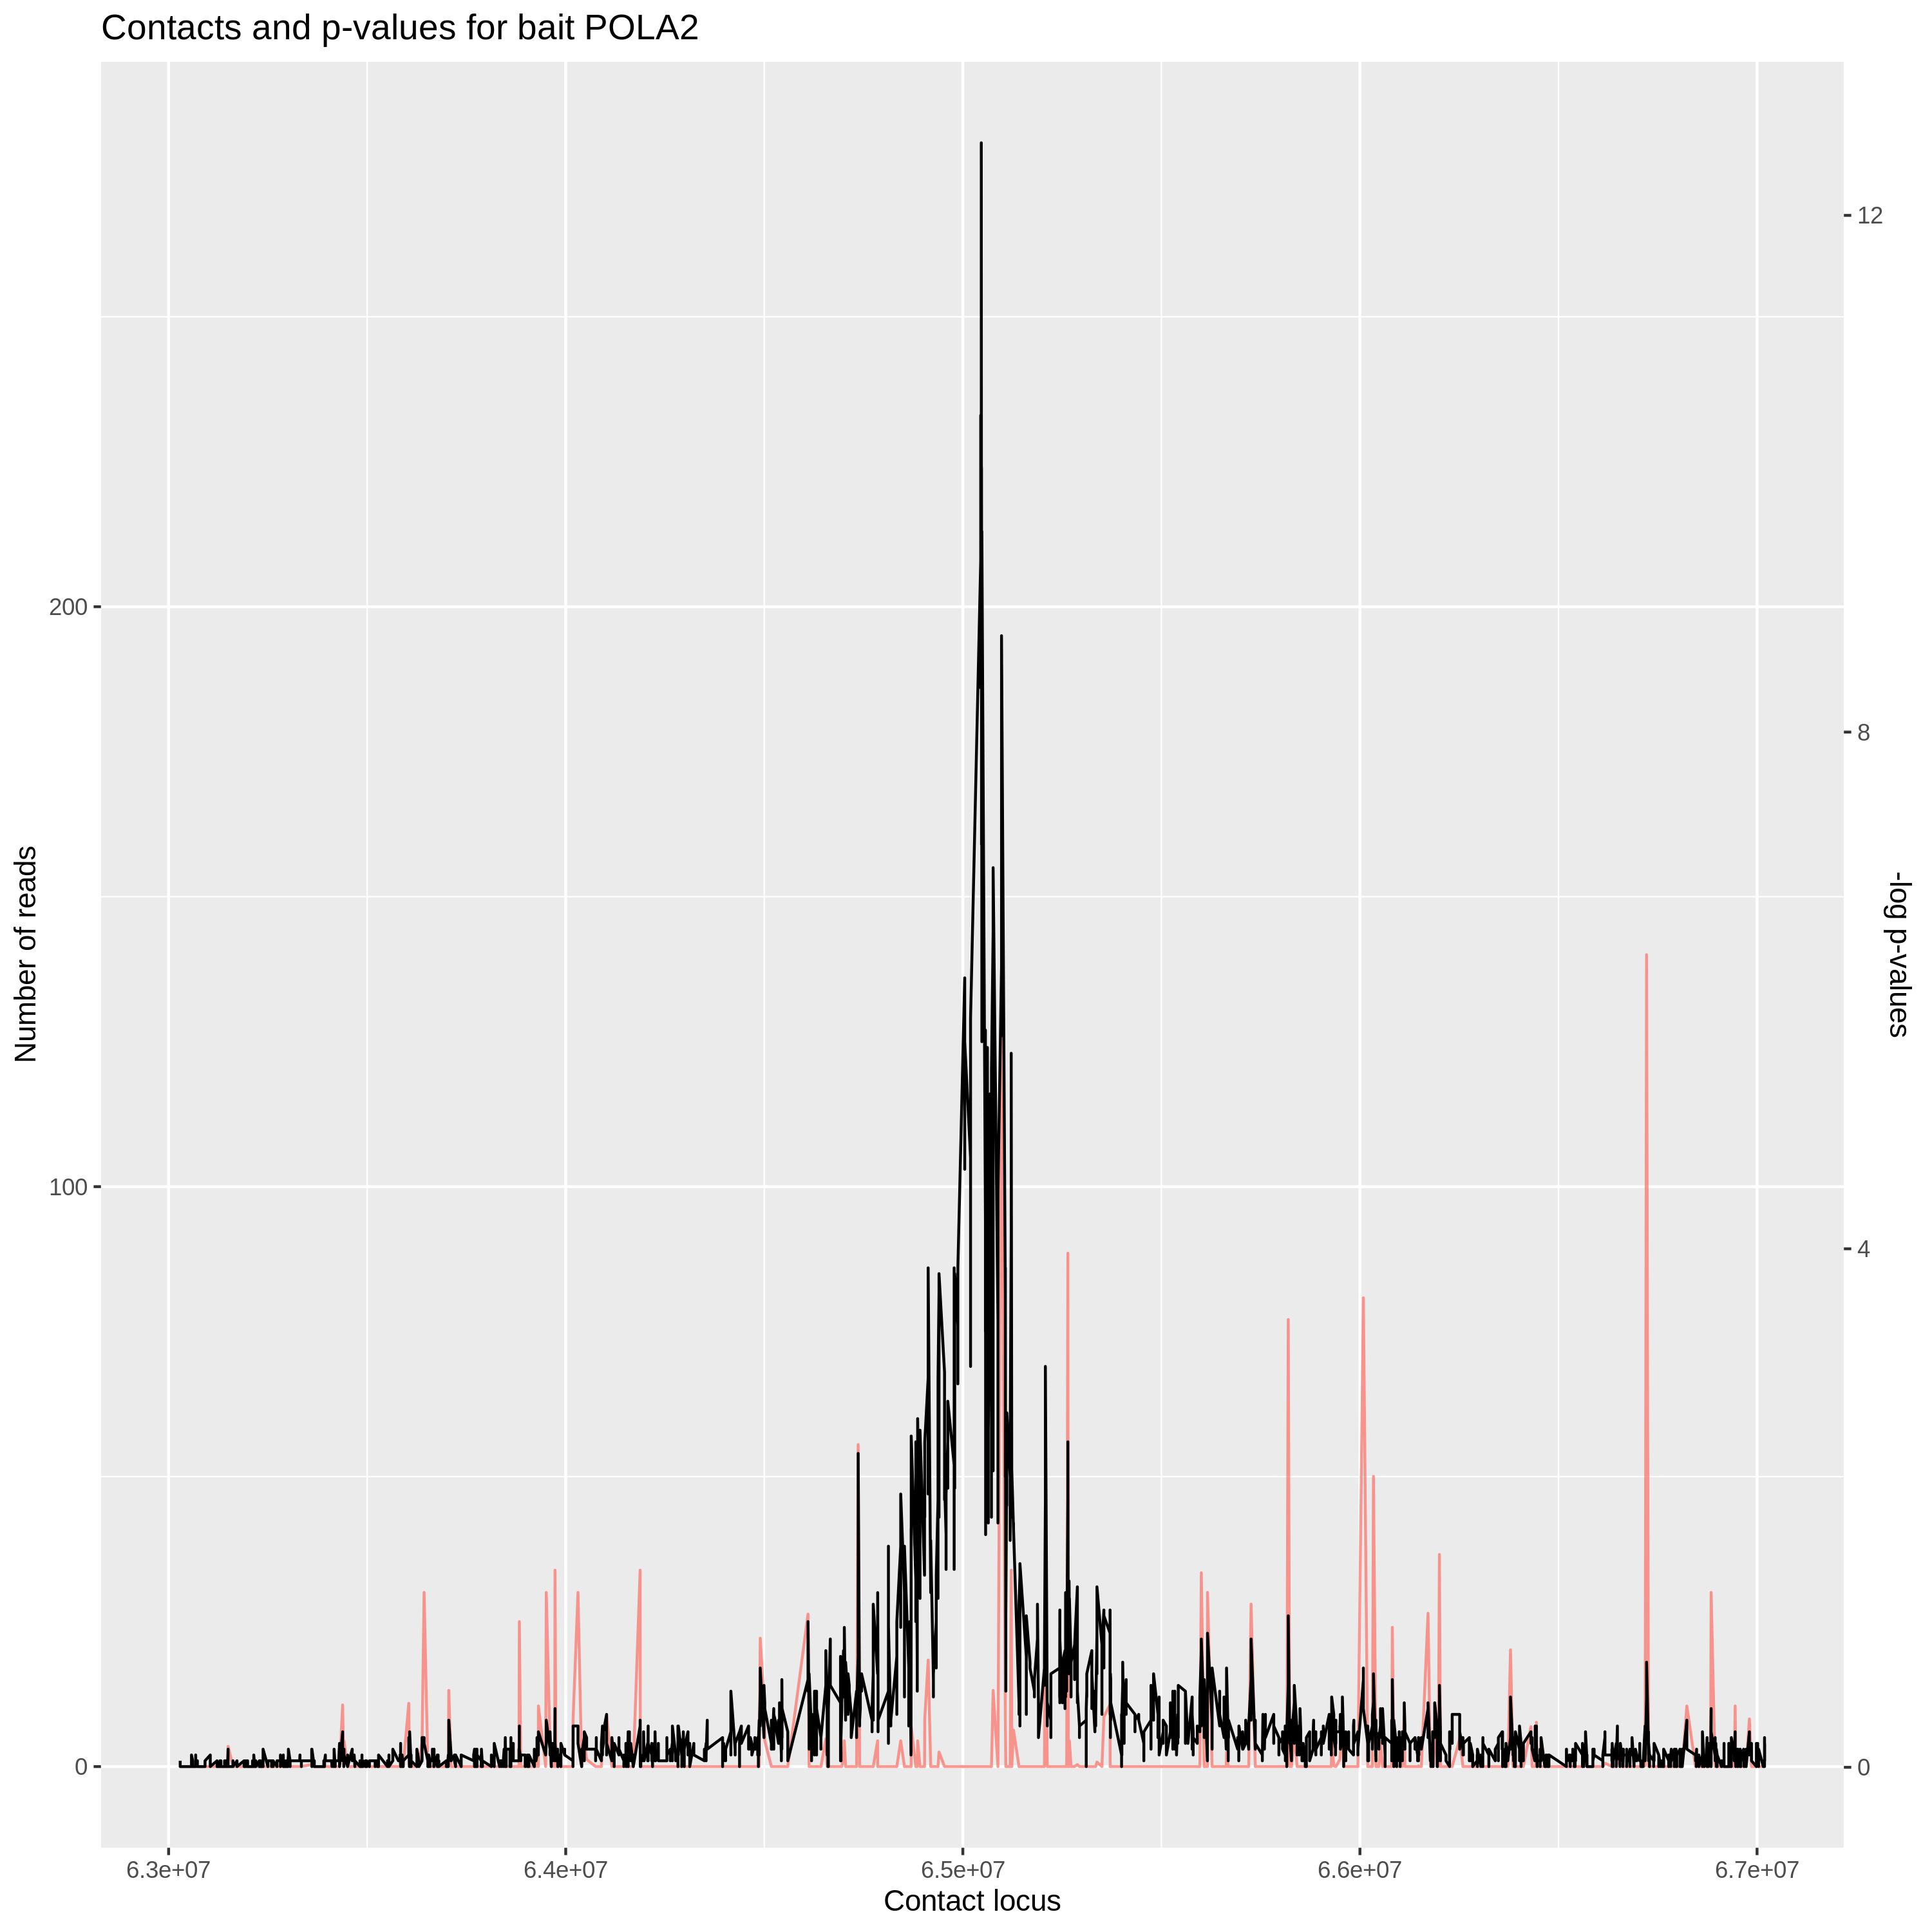 Contacts and p-values for bait POLA2
Number of reads
200
100
0
12
8
4
0
-log p-values
6.3e+07 6.4e+07 6.5e+07 6.6e+07 6.7e+07
Contact locus